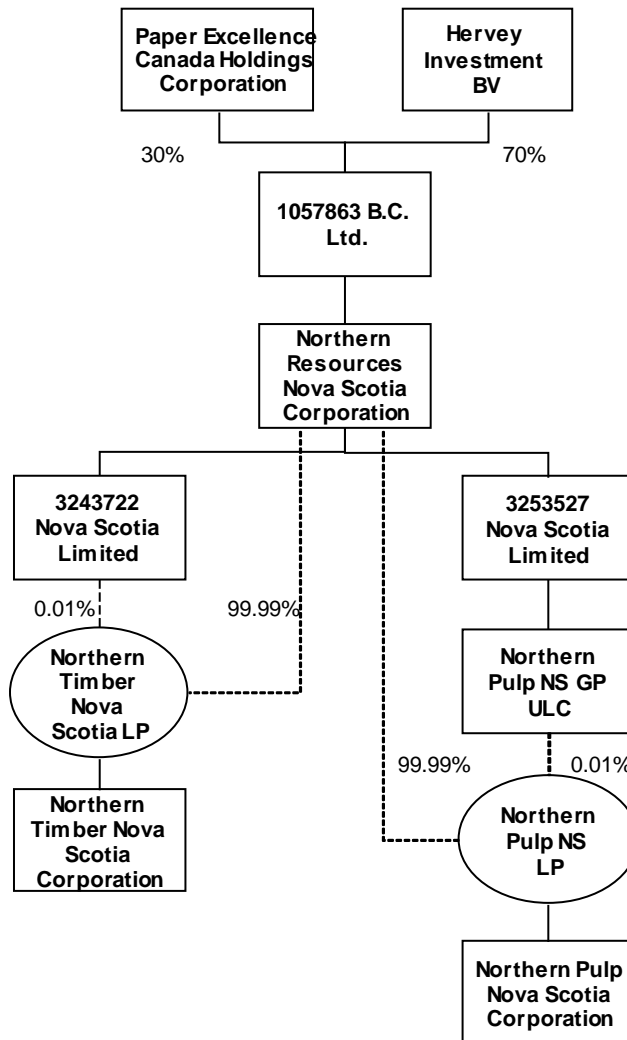 Paper Excellence
Canada Holdings
Corporation
Hervey
Investment
BV
30%
70%
1057863 B.C.
Ltd.
Northern
Resources
Nova Scotia
Corporation
3243722
Nova Scotia
Limited
3253527
Nova Scotia
Limited
0.01%
99.99%
Northern
Timber
Nova
Scotia LP
Northern
Pulp NS GP
ULC
99.99%
0.01%
Northern
Timber Nova
Scotia
Corporation
Northern
Pulp NS
LP
Northern Pulp
Nova Scotia
Corporation